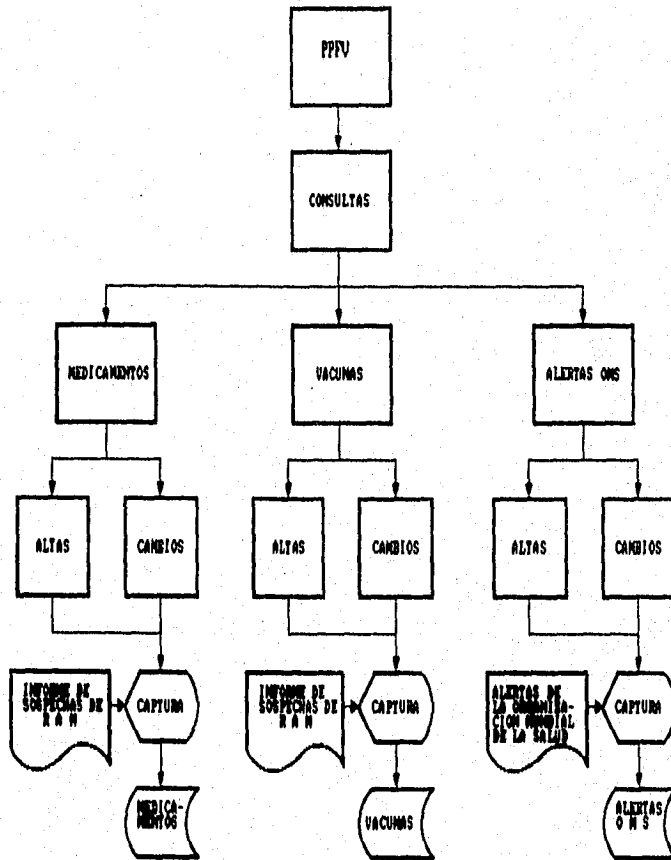 PPFV
CONSULTAS
MEDICAMENTOS
VACUNAS
ALERTAS OMS
ALTAS
CAMBIOS
ALTAS
CAMBIOS
ALTAS
CAMBIOS
INFORME DE
SOSPECHAS DE
R A M
CAPTURA
INFORME DE
SOSPECHAS DE
R A M
CAPTURA
ALERTAS DE
LA ORGANIZA-
CION MUNDIAL
DE LA SALUD
CAPTURA
MEDICA-
MENTOS
VACUNAS
ALERTAS
O M S